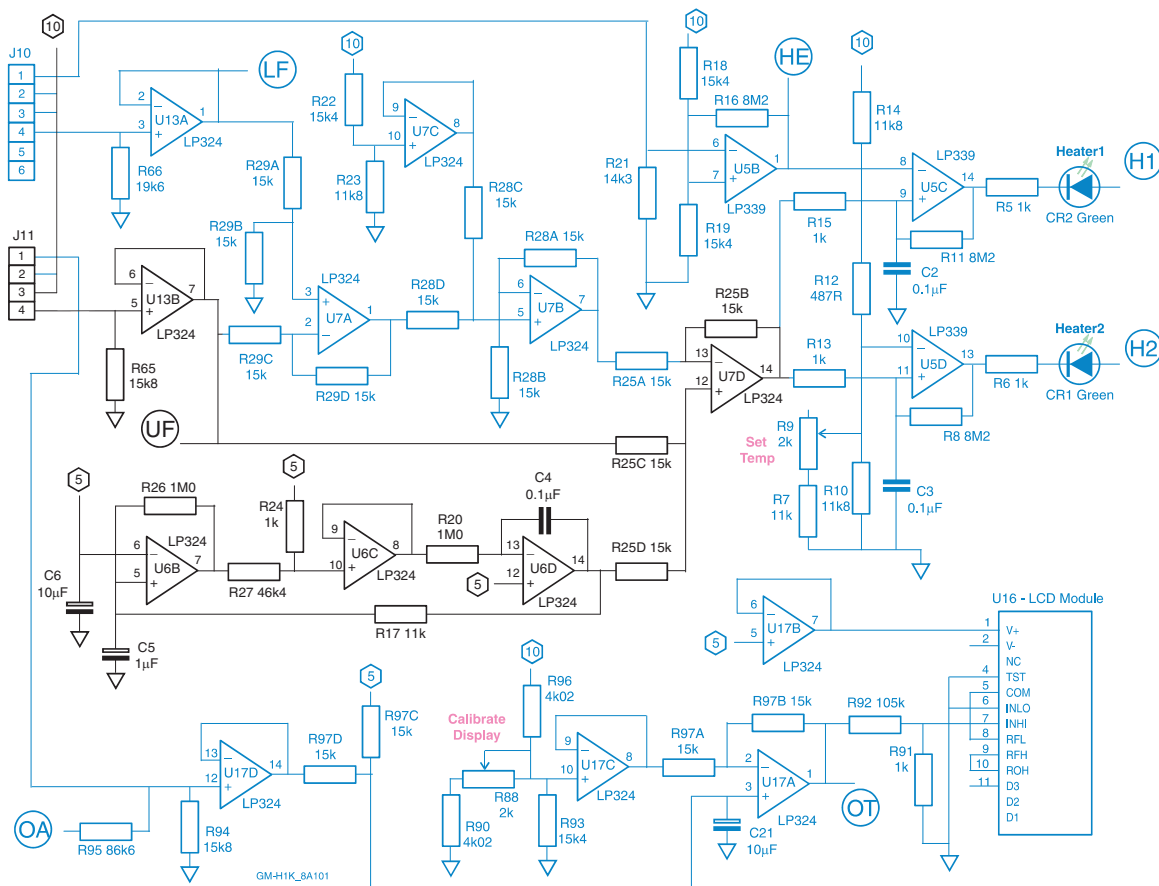 10
10
J10
1
2
3
4
5
6
LF
2
3
1
U13A
LP324
R66
19k6
R29A
15k
R29B
15k
10
R22
15k4
R23
11k8
9
10
8
U7C
LP324
R28C
15k
R18
15k4
HE
R16 8M2
6
7
1
U5B
LP339
R21
14k3
R19
15k4
10
R14
11k8
LP339
8
9
14
U5C
Heater1
H1
R5 1k
CR2 Green
R15
1k
R11 8M2
C2
0.1µF
R12
487R
J11
1
2
3
4
6
5
7
U13B
LP324
R65
15k8
UF
LP324
3
2
1
U7A
R29C
15k
R29D 15k
R28D
15k
R28A 15k
6
5
7
U7B
LP324
R28B
15k
R25A 15k
R25B
15k
13
12
14
U7D
LP324
R25C 15k
R13
1k
LP339
10
11
13
U5D
Heater2
H2
R6 1k
CR1 Green
R8 8M2
Set
Temp
R9
2k
R7
11k
R10
11k8
C3
0.1µF
5
R26 1M0
LP324
6
5
7
U6B
C6
10µF
C5
1µF
R27 46k4
5
R24
1k
9
10
8
U6C
LP324
R20
1M0
C4
0.1µF
13
12
14
U6D
LP324
5
R25D 15k
R17 11k
5
6
5
7
U17B
LP324
U16 - LCD Module
1 V+
2 V-
NC
4 TST
5 COM
6 INLO
7 INHI
8 RFL
9 RFH
10 ROH
11 D3
D2
D1
OA
R95 86k6
R94
15k8
13
12
14
U17D
LP324
R97D
15k
5
R97C
15k
10
R96
4k02
Calibrate
Display
R88
2k
R90
4k02
R93
15k4
9
10
8
U17C
LP324
R97A
15k
R97B 15k
2
3
1
U17A
LP324
C21
10µF
OT
R92 105k
R91
1k
GM-H1K_8A101